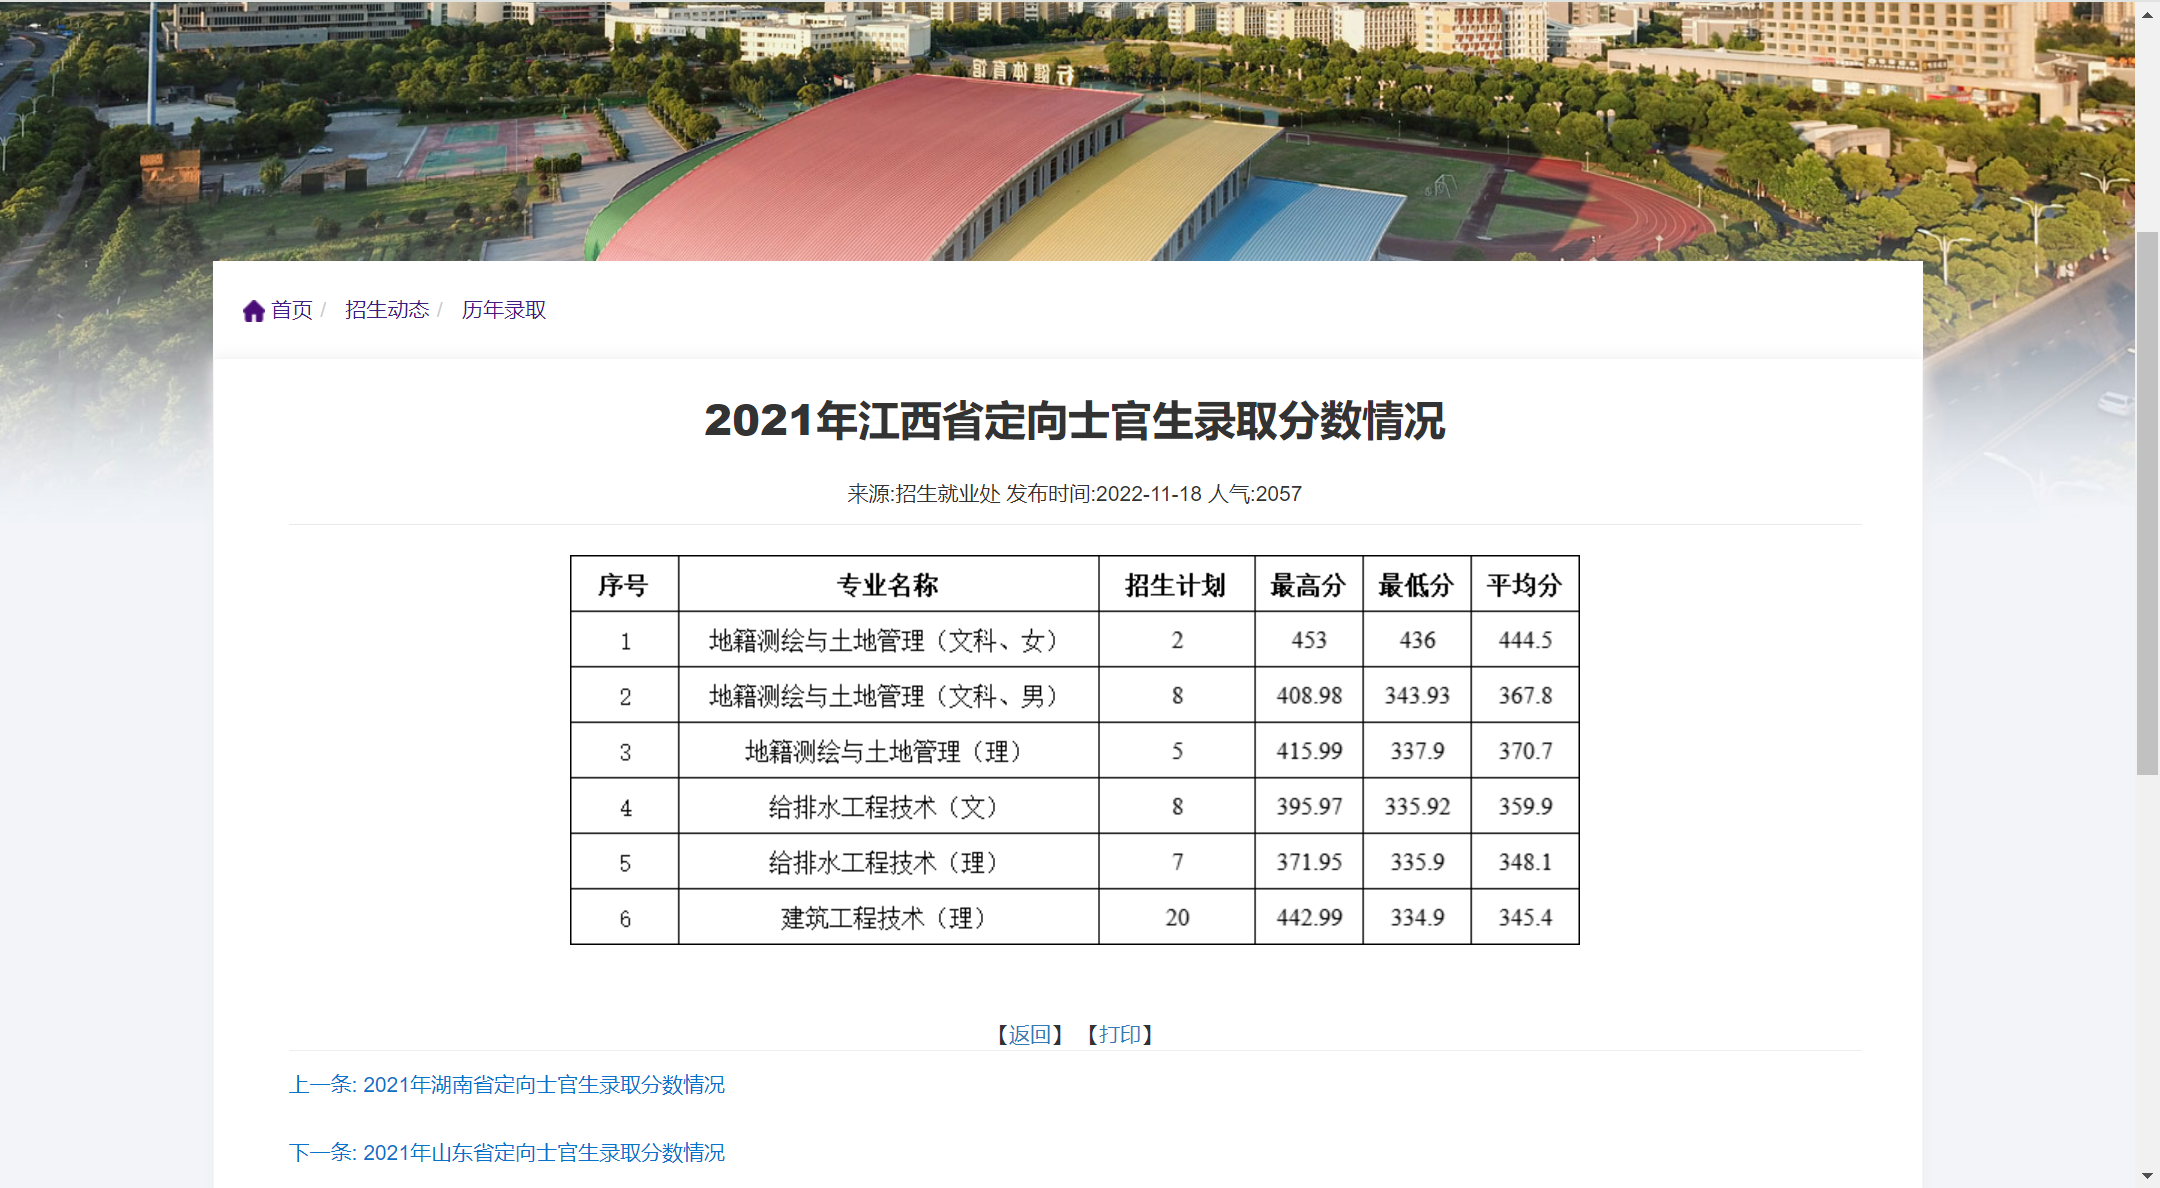 行健体育馆
首页 / 招生动态 / 历年录取
2021年江西省定向士官生录取分数情况
来源:招生就业处 发布时间:2022-11-18 人气:2057
序号 专业名称 招生计划 最高分 最低分 平均分
1 地籍测绘与土地管理（文科、女） 2 453 436 444.5
2 地籍测绘与土地管理（文科、男） 8 408.98 343.93 367.8
3 地籍测绘与土地管理（理） 5 415.99 337.9 370.7
4 给排水工程技术（文） 8 395.97 335.92 359.9
5 给排水工程技术（理） 7 371.95 335.9 348.1
6 建筑工程技术（理） 20 442.99 334.9 345.4
【返回】 【打印】
上一条: 2021年湖南省定向士官生录取分数情况
下一条: 2021年山东省定向士官生录取分数情况